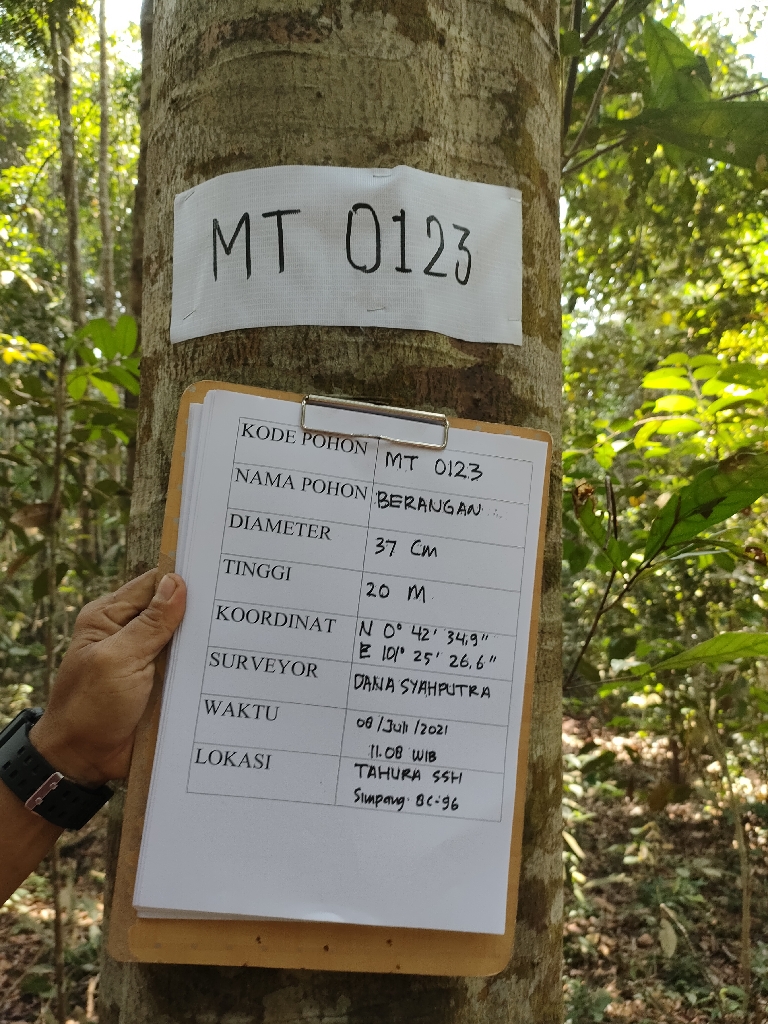 MT 0123
KODE POHON MT 0123
NAMA POHON BERANGAN
DIAMETER 37 Cm
TINGGI 20 M
KOORDINAT N 0° 42' 34,9"
E 101° 25' 26,6"
SURVEYOR DANA SYAHPUTRA
WAKTU 08/Juli/2021
11.08 WIB
LOKASI TAHURA SSH
Simpang BC-96